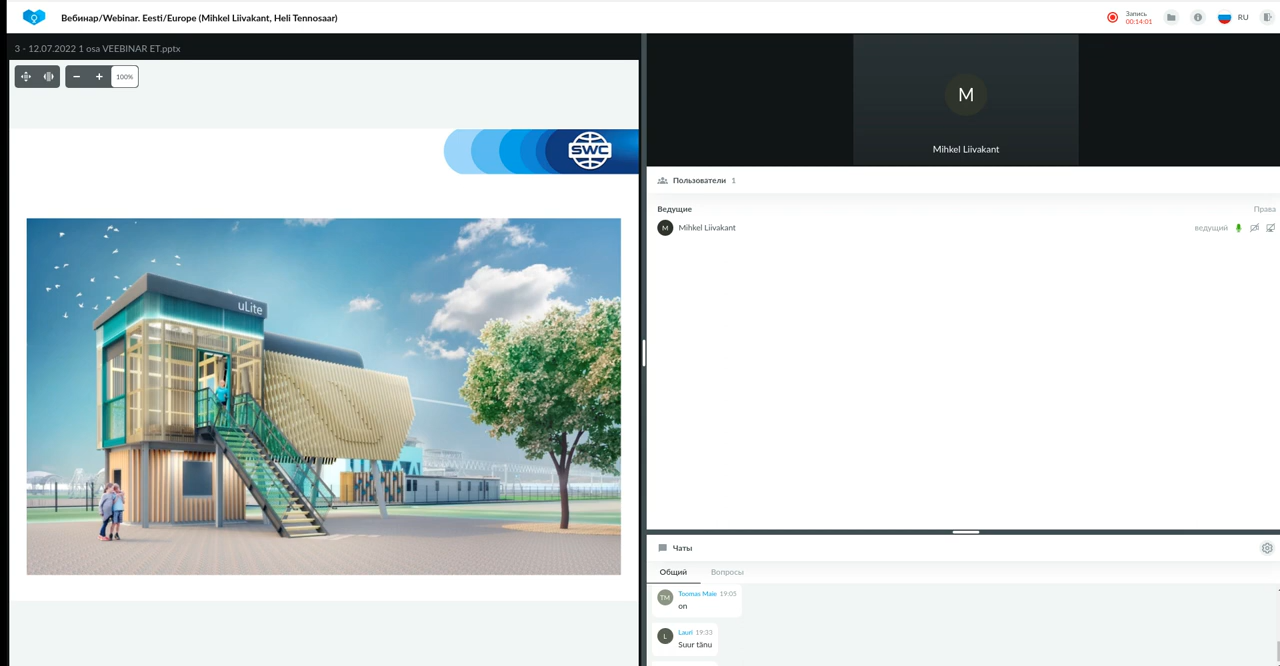 Вебинар/Webinar. Eesti/Europe (Mihkel Liivakant, Heli Tennosaar)
Запись
00:14:01
RU
3 - 12.07.2022 1 osa VEEBINAR ET.pptx
100%
SWC
uLite
M
Mihkel Liivakant
Пользователи 1
Ведущие
Права
M
Mihkel Liivakant
ведущий
Чаты
Общий
Вопросы
TM
Toomas Maie 19:05
on
L
Lauri 19:33
Suur tänu